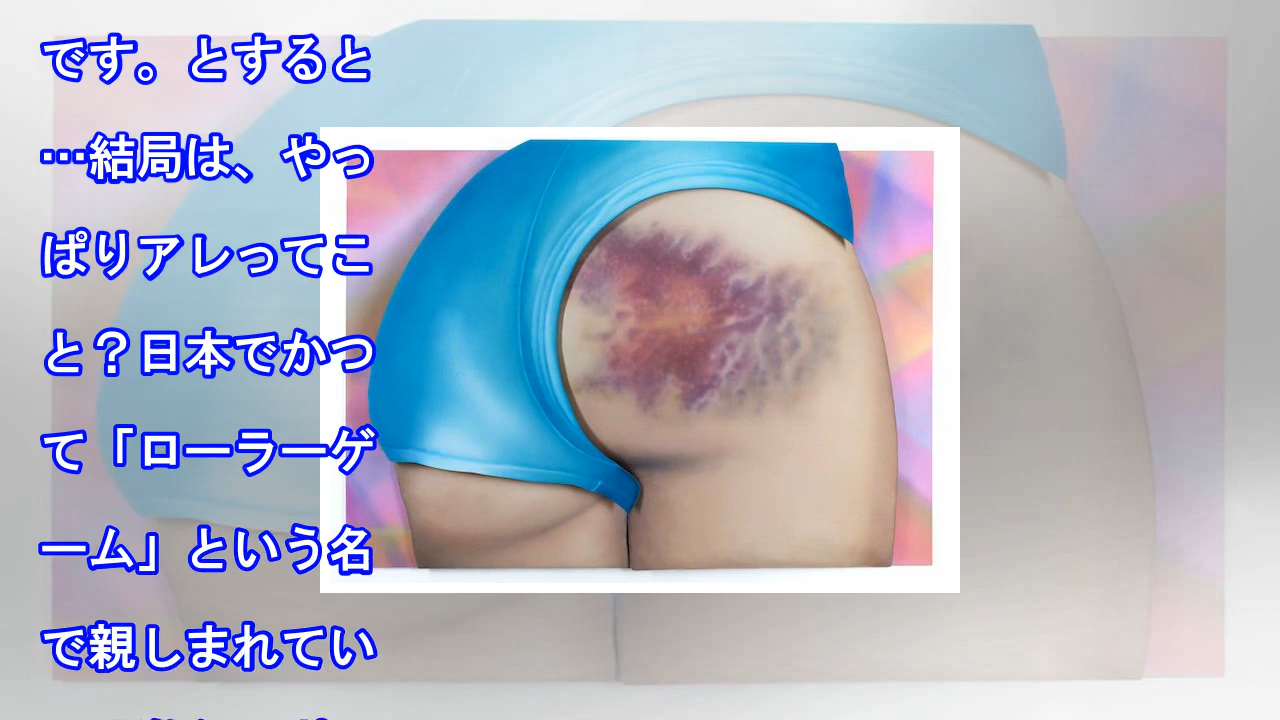 です。とすると
…結局は、やっ
ぱりアレってこ
と？日本でかつ
て「ローラーゲ
ーム」という名
で親しまれてい